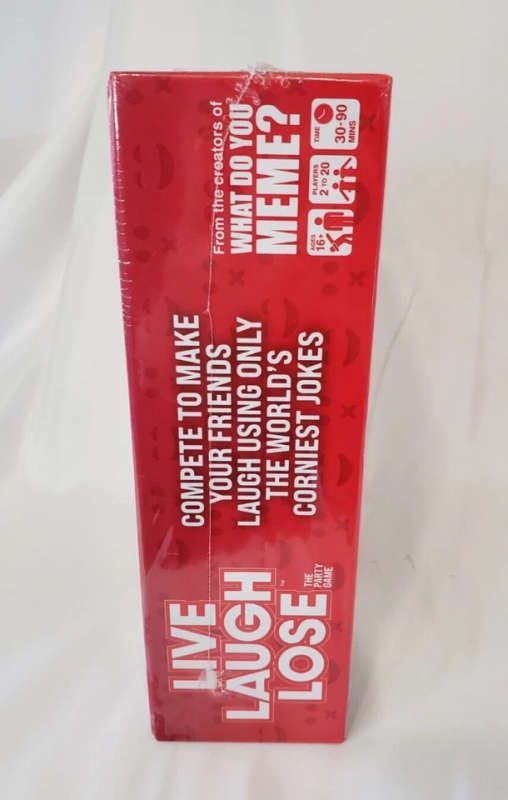 LIVE
LAUGH
LOSE™
THE
PARTY
GAME
COMPETE TO MAKE
YOUR FRIENDS
LAUGH USING ONLY
THE WORLD'S
CORNIEST JOKES
From the creators of
WHAT DO YOU
MEME?
AGES
16+
PLAYERS
2 TO 20
TIME
30-90
MINS